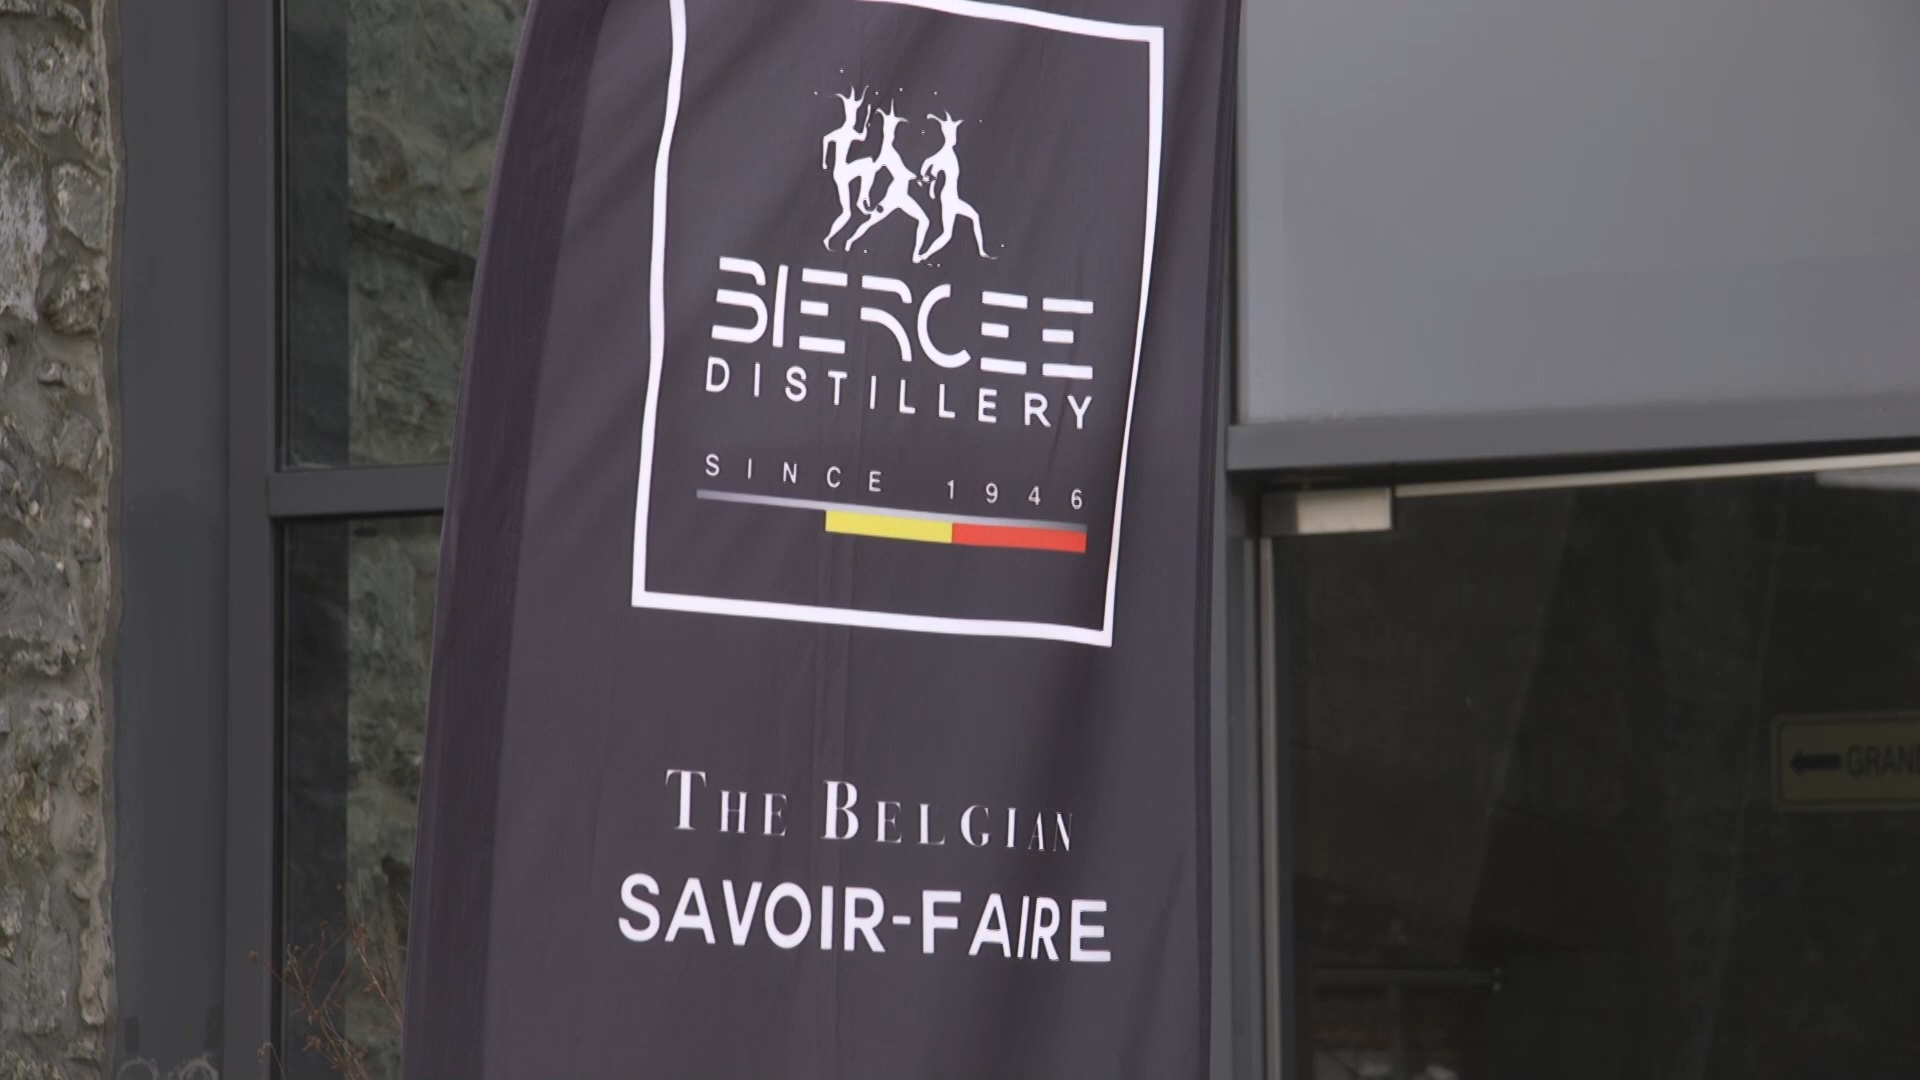 BIERCEE
DISTILLERY
SINCE 1946
THE BELGIAN
SAVOIR-FAIRE